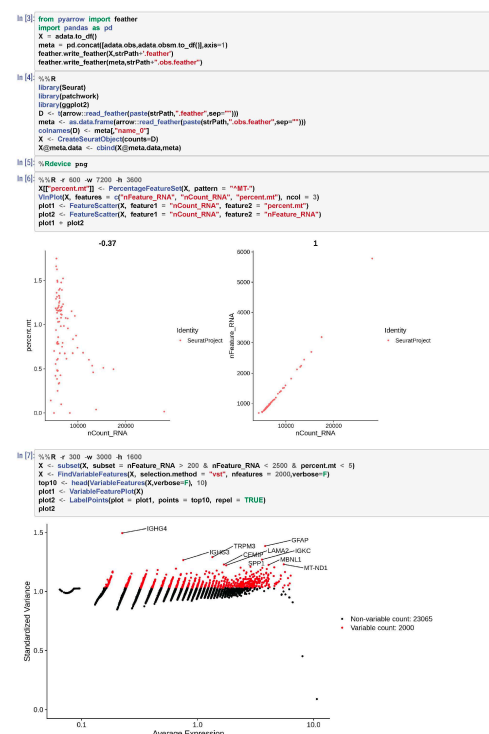 In [3]: from pyarrow import feather
import pandas as pd
X = adata.to_df()
meta = pd.concat([adata.obs,adata.obsm.to_df()],axis=1)
feather.write_feather(X,strPath+'.feather')
feather.write_feather(meta,strPath+".obs.feather")
In [4]: %%R
library(Seurat)
library(patchwork)
library(ggplot2)
D <- t(arrow::read_feather(paste(strPath,".feather",sep="")))
meta <- as.data.frame(arrow::read_feather(paste(strPath,".obs.feather",sep="")))
colnames(D) <- meta[,"name_0"]
X <- CreateSeuratObject(counts=D)
X@meta.data <- cbind(X@meta.data,meta)
In [5]: %Rdevice png
In [6]: %%R -r 600 -w 7200 -h 3600
X[["percent.mt"]] <- PercentageFeatureSet(X, pattern = "^MT-")
VlnPlot(X, features = c("nFeature_RNA", "nCount_RNA", "percent.mt"), ncol = 3)
plot1 <- FeatureScatter(X, feature1 = "nCount_RNA", feature2 = "percent.mt")
plot2 <- FeatureScatter(X, feature1 = "nCount_RNA", feature2 = "nFeature_RNA")
plot1 + plot2
-0.37
1
percent.mt
1.5
1.0
0.5
0.0
10000 20000
nCount_RNA
Identity
SeuratProject
nFeature_RNA
6000
5000
4000
3000
2000
1000
10000 20000
nCount_RNA
Identity
SeuratProject
In [7]: %%R -r 300 -w 3000 -h 1600
X <- subset(X, subset = nFeature_RNA > 200 & nFeature_RNA < 2500 & percent.mt < 5)
X <- FindVariableFeatures(X, selection.method = "vst", nfeatures = 2000,verbose=F)
top10 <- head(VariableFeatures(X,verbose=F), 10)
plot1 <- VariableFeaturePlot(X)
plot2 <- LabelPoints(plot = plot1, points = top10, repel = TRUE)
plot2
Standardized Variance
1.5
1.0
0.5
0.0
IGHG4
GFAP
TRPM3
IGHG3
LAMA2
IGKC
SPP1
MBNL1
MT-ND1
Non-variable count: 23065
Variable count: 2000
0.1 1.0 10.0
Average Expression